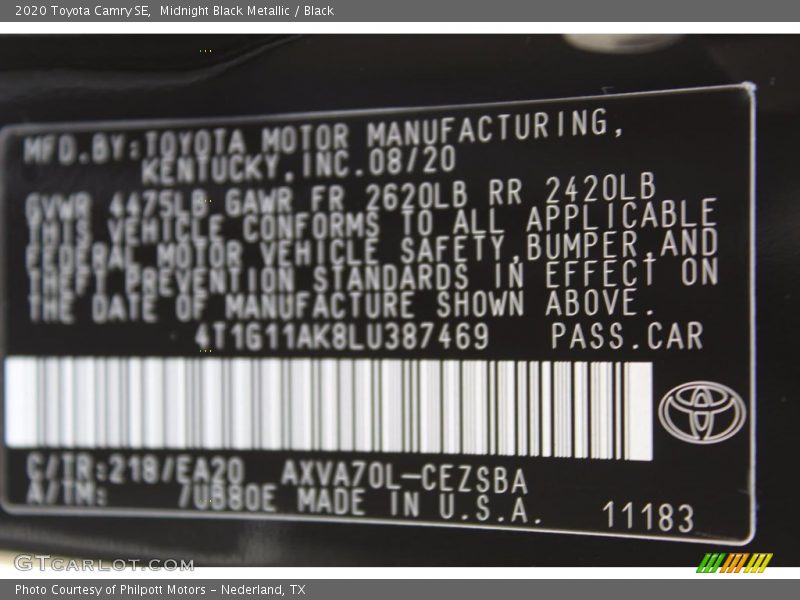 2020 Toyota Camry SE,  Midnight Black Metallic / Black
MFD.BY:TOYOTA MOTOR MANUFACTURING,
KENTUCKY,INC.08/20
GVWR 4475LB GAWR FR 2620LB RR 2420LB
THIS VEHICLE CONFORMS TO ALL APPLICABLE
FEDERAL MOTOR VEHICLE SAFETY,BUMPER,AND
THEFT PREVENTION STANDARDS IN EFFECT ON
THE DATE OF MANUFACTURE SHOWN ABOVE.
4T1G11AK8LU387469 PASS.CAR
C/TR:218/EA20 AXVA70L-CEZSBA
A/TM: /UB80E MADE IN U.S.A.
11183
GTcarlot.com
Photo Courtesy of Philpott Motors - Nederland, TX